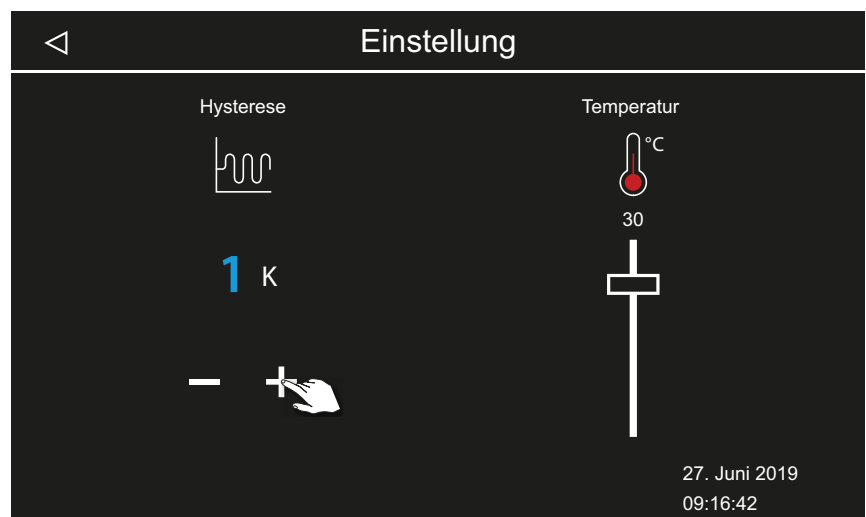 Einstellung
Hysterese
Temperatur
°C
30
1 K
27. Juni 2019
09:16:42